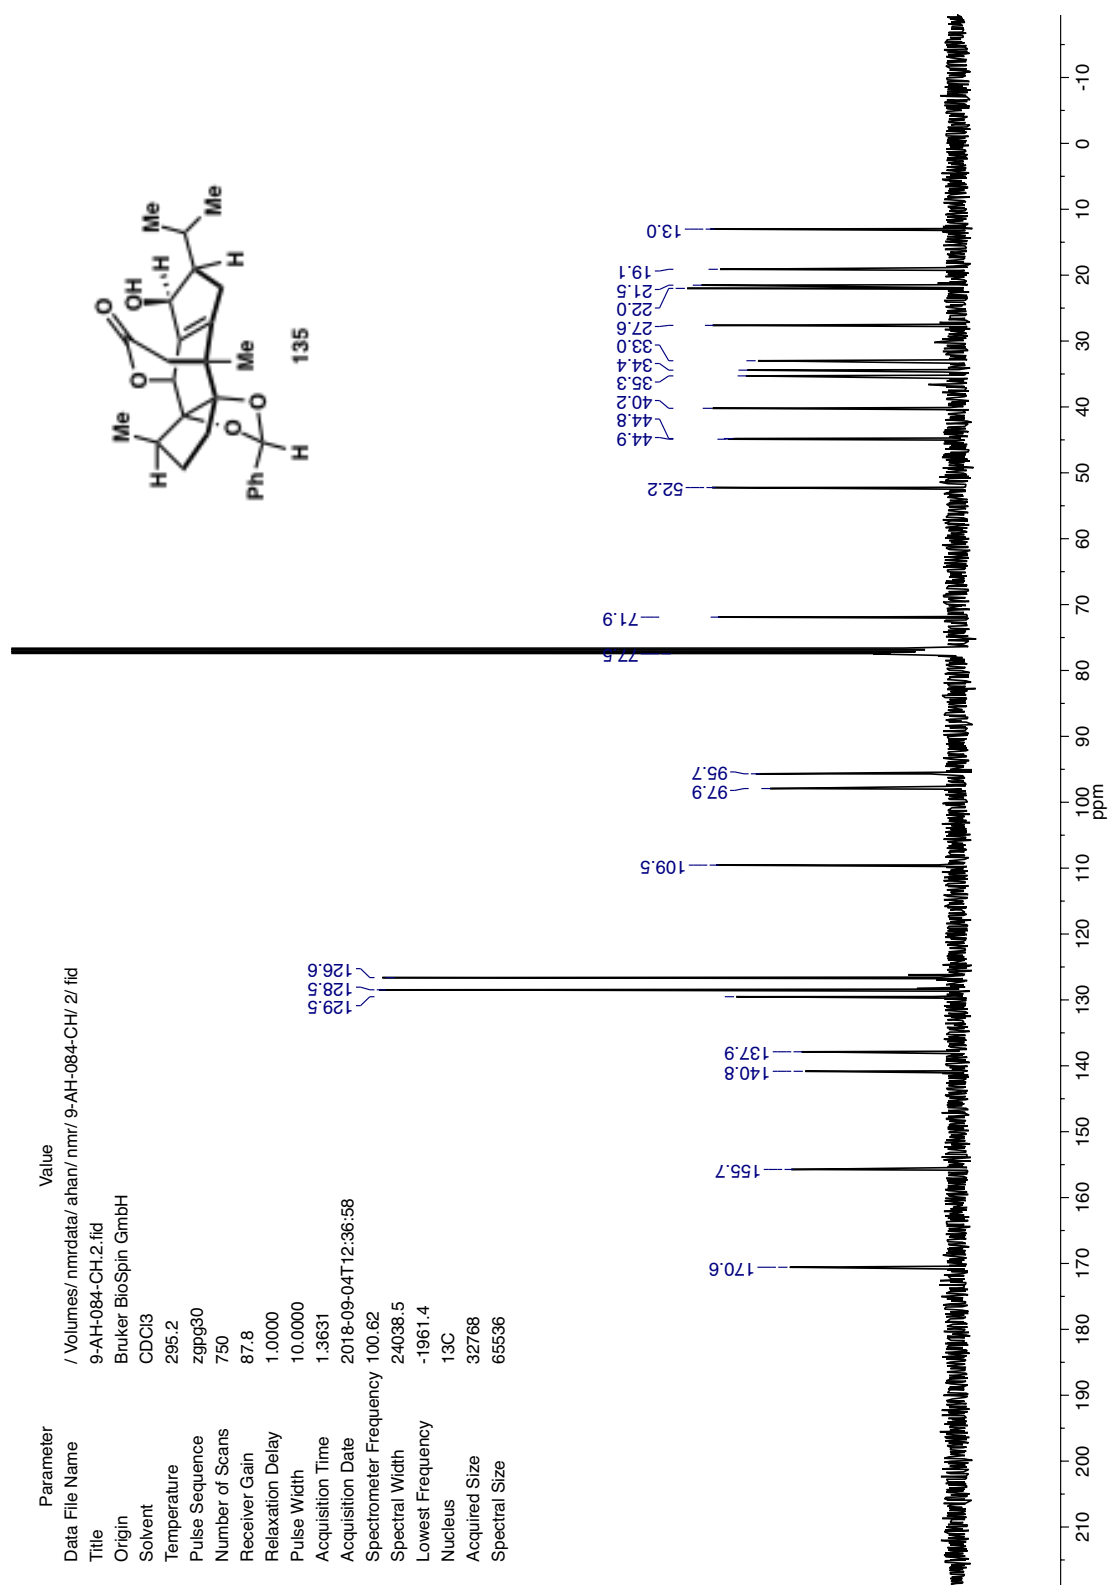 Parameter Value
Data File Name / Volumes/ nmrdata/ ahan/ nmr/ 9-AH-084-CH/ 2/ fid
Title 9-AH-084-CH.2.fid
Origin Bruker BioSpin GmbH
Solvent CDCl3
Temperature 295.2
Pulse Sequence zgpg30
Number of Scans 750
Receiver Gain 87.8
Relaxation Delay 1.0000
Pulse Width 10.0000
Acquisition Time 1.3631
Acquisition Date 2018-09-04T12:36:58
Spectrometer Frequency 100.62
Spectral Width 24038.5
Lowest Frequency -1961.4
Nucleus 13C
Acquired Size 32768
Spectral Size 65536
O
OH
H
Me
Me
H
O
Me
H
Me
O
O
Ph
H
135
170.6
155.7
140.8
137.9
129.5
128.5
126.6
109.5
97.9
95.7
77.5
71.9
52.2
44.9
44.8
40.2
35.3
34.4
33.0
27.6
22.0
21.5
19.1
13.0
210 200 190 180 170 160 150 140 130 120 110 100 90 80 70 60 50 40 30 20 10 0 -10
ppm